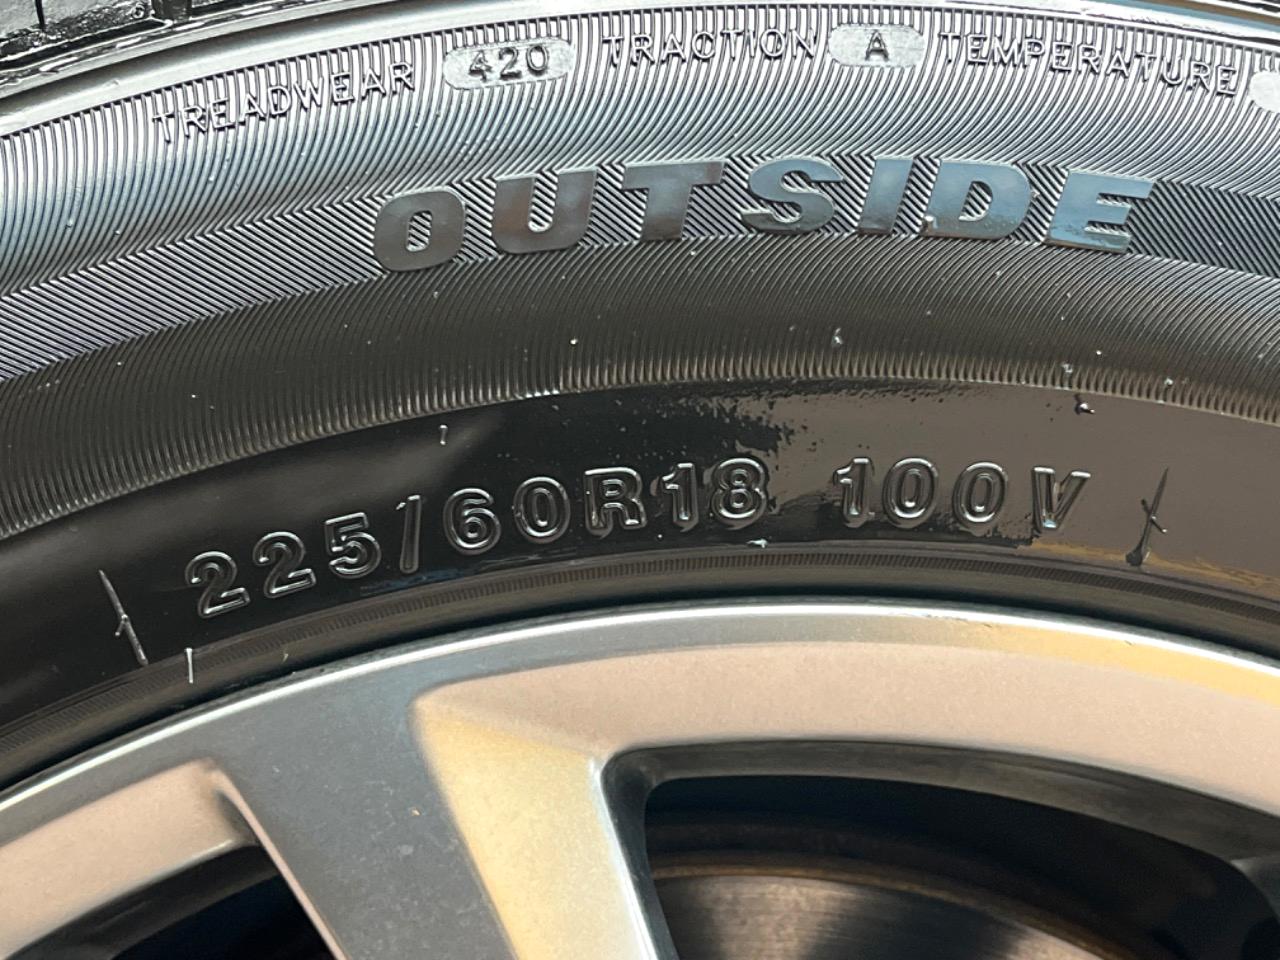 TREADWEAR 420 TRACTION A TEMPERATURE
OUTSIDE
225/60R18 100V